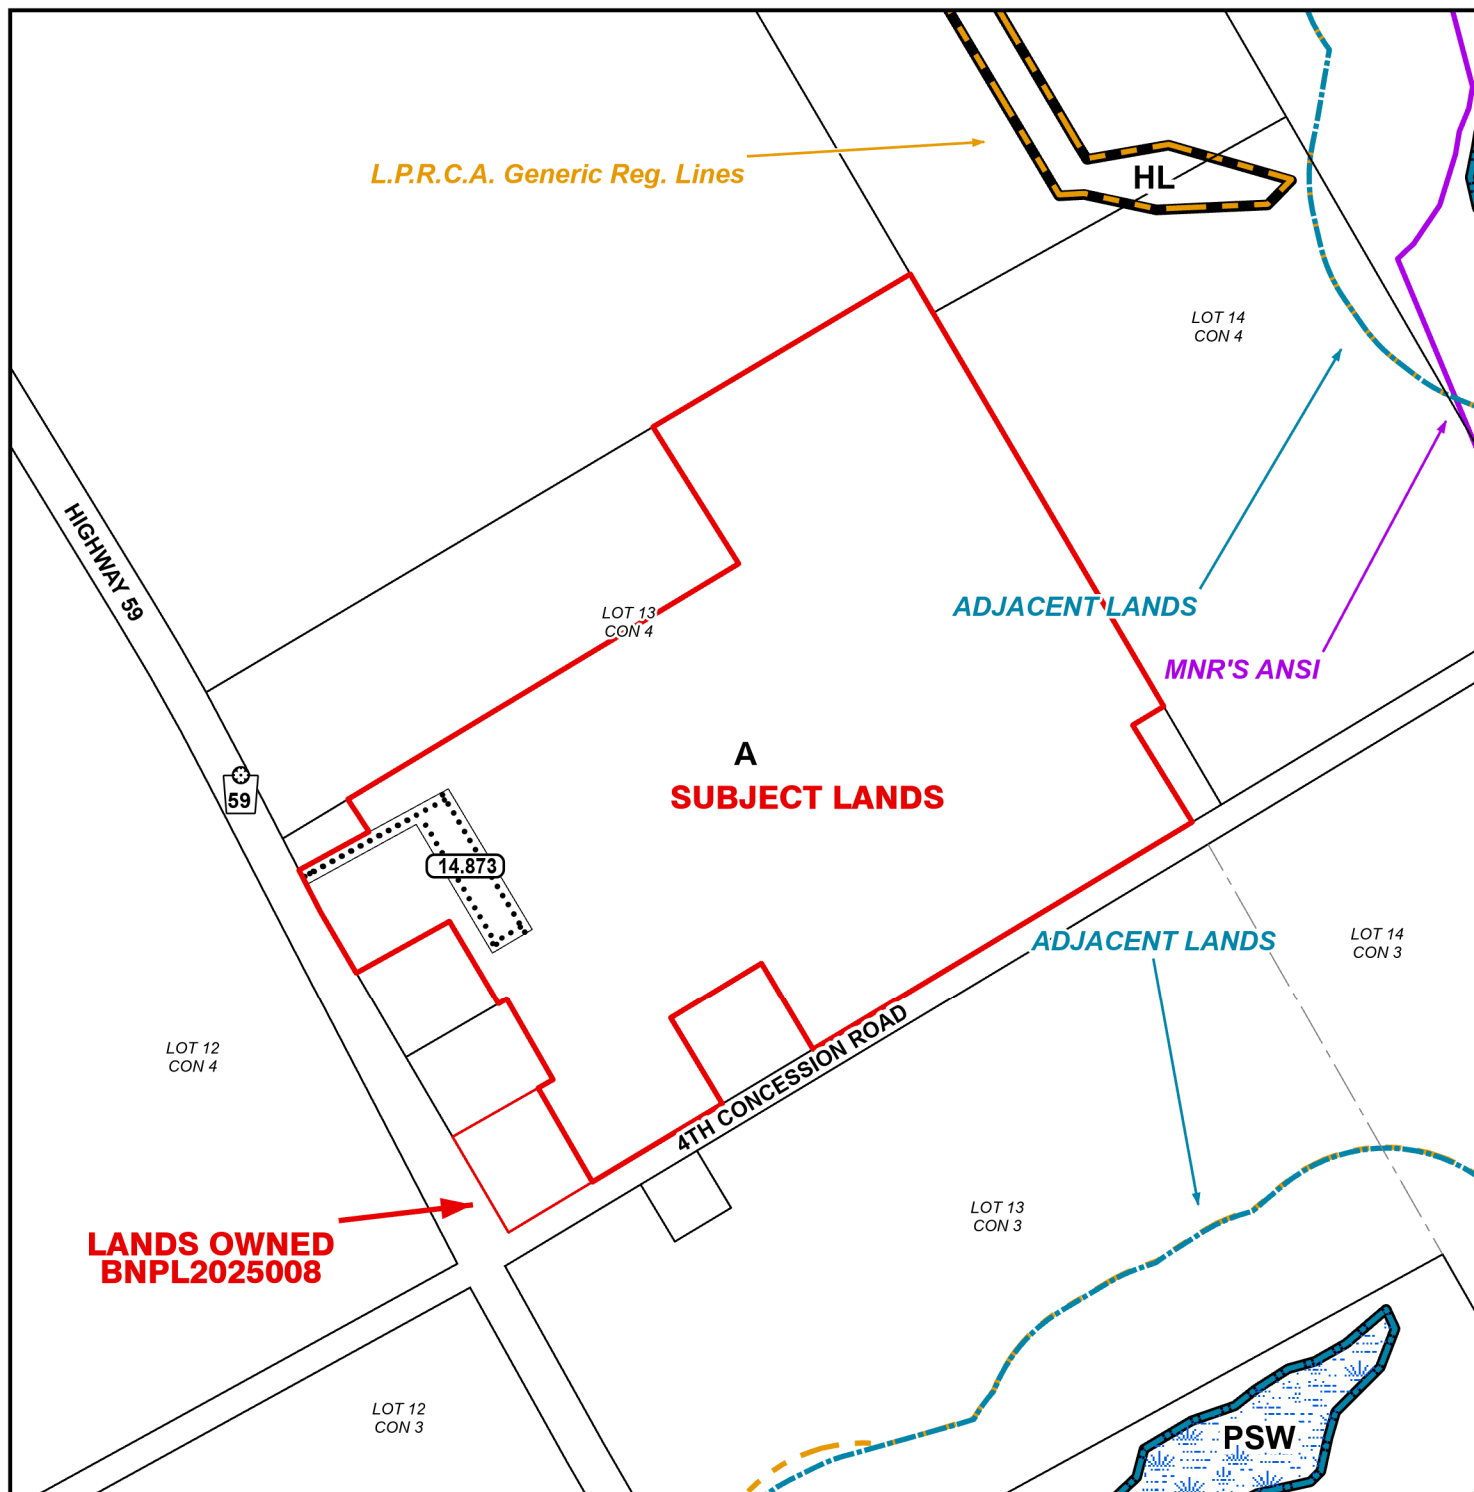 L.P.R.C.A. Generic Reg. Lines
HL
LOT 14
CON 4
HIGHWAY 59
ADJACENT LANDS
LOT 13
CON 4
MNR'S ANSI
A
SUBJECT LANDS
59
14.873
ADJACENT LANDS
LOT 14
CON 3
4TH CONCESSION ROAD
LOT 12
CON 4
LOT 13
CON 3
LANDS OWNED
BNPL2025008
LOT 12
CON 3
PSW